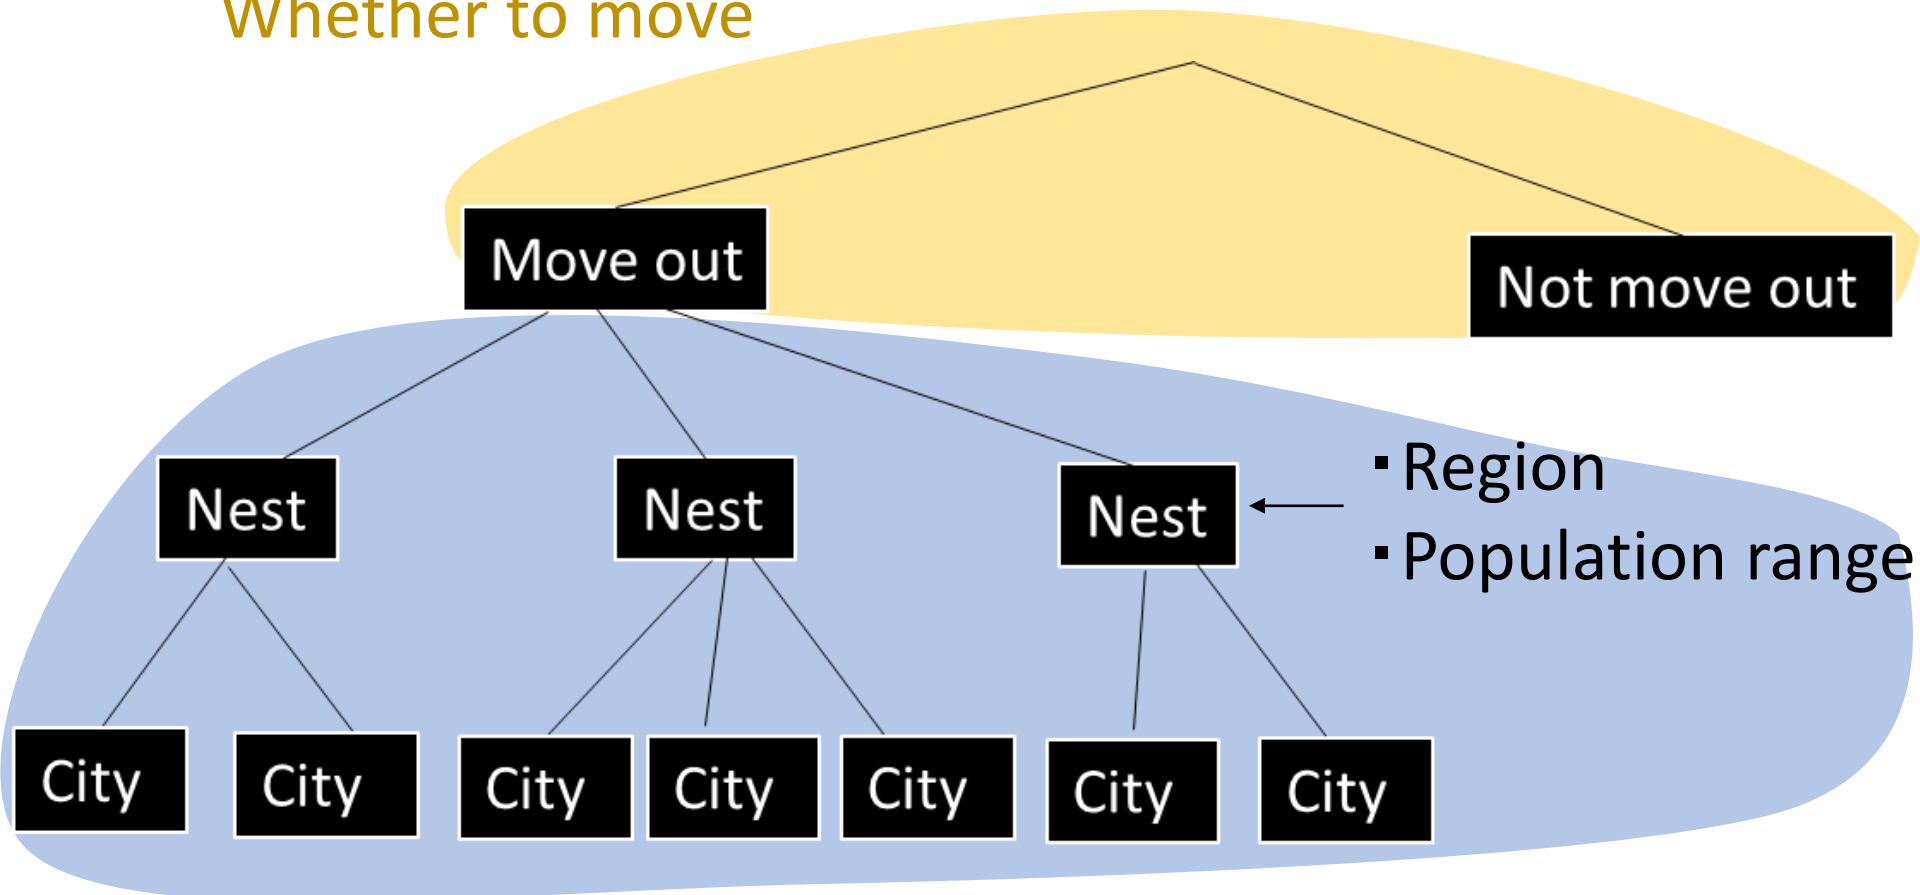 Whether to move
Move out
Not move out
Nest
Nest
Nest
▪Region
▪Population range
City
City
City
City
City
City
City